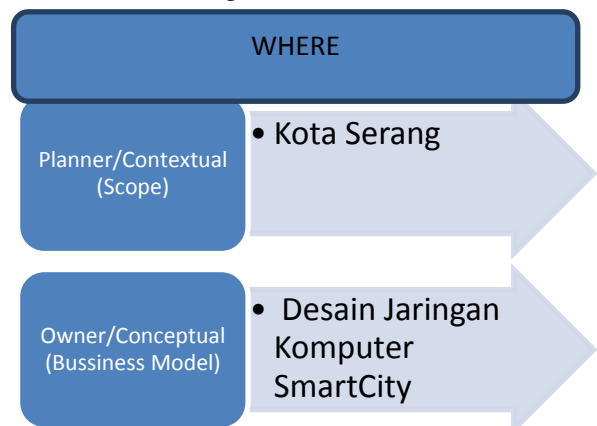 WHERE
Planner/Contextual
(Scope)
• Kota Serang
Owner/Conceptual
(Bussiness Model)
• Desain Jaringan
Komputer
SmartCity